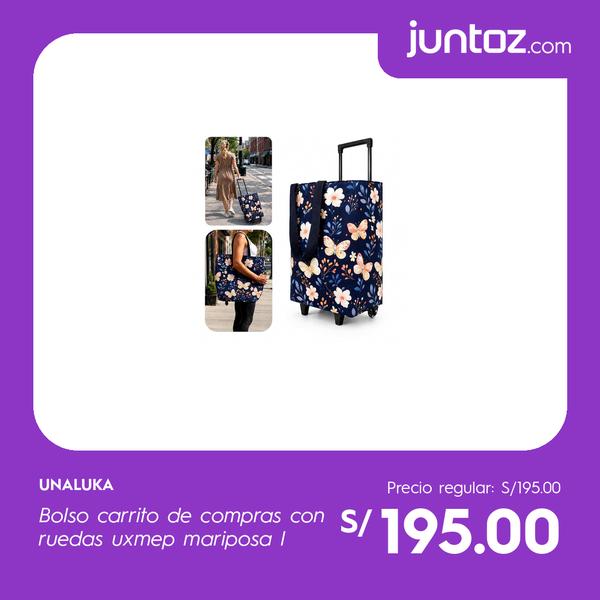 juntoz.com
UNALUKA
Bolso carrito de compras con
ruedas uxmep mariposa l
Precio regular: S/195.00
S/195.00